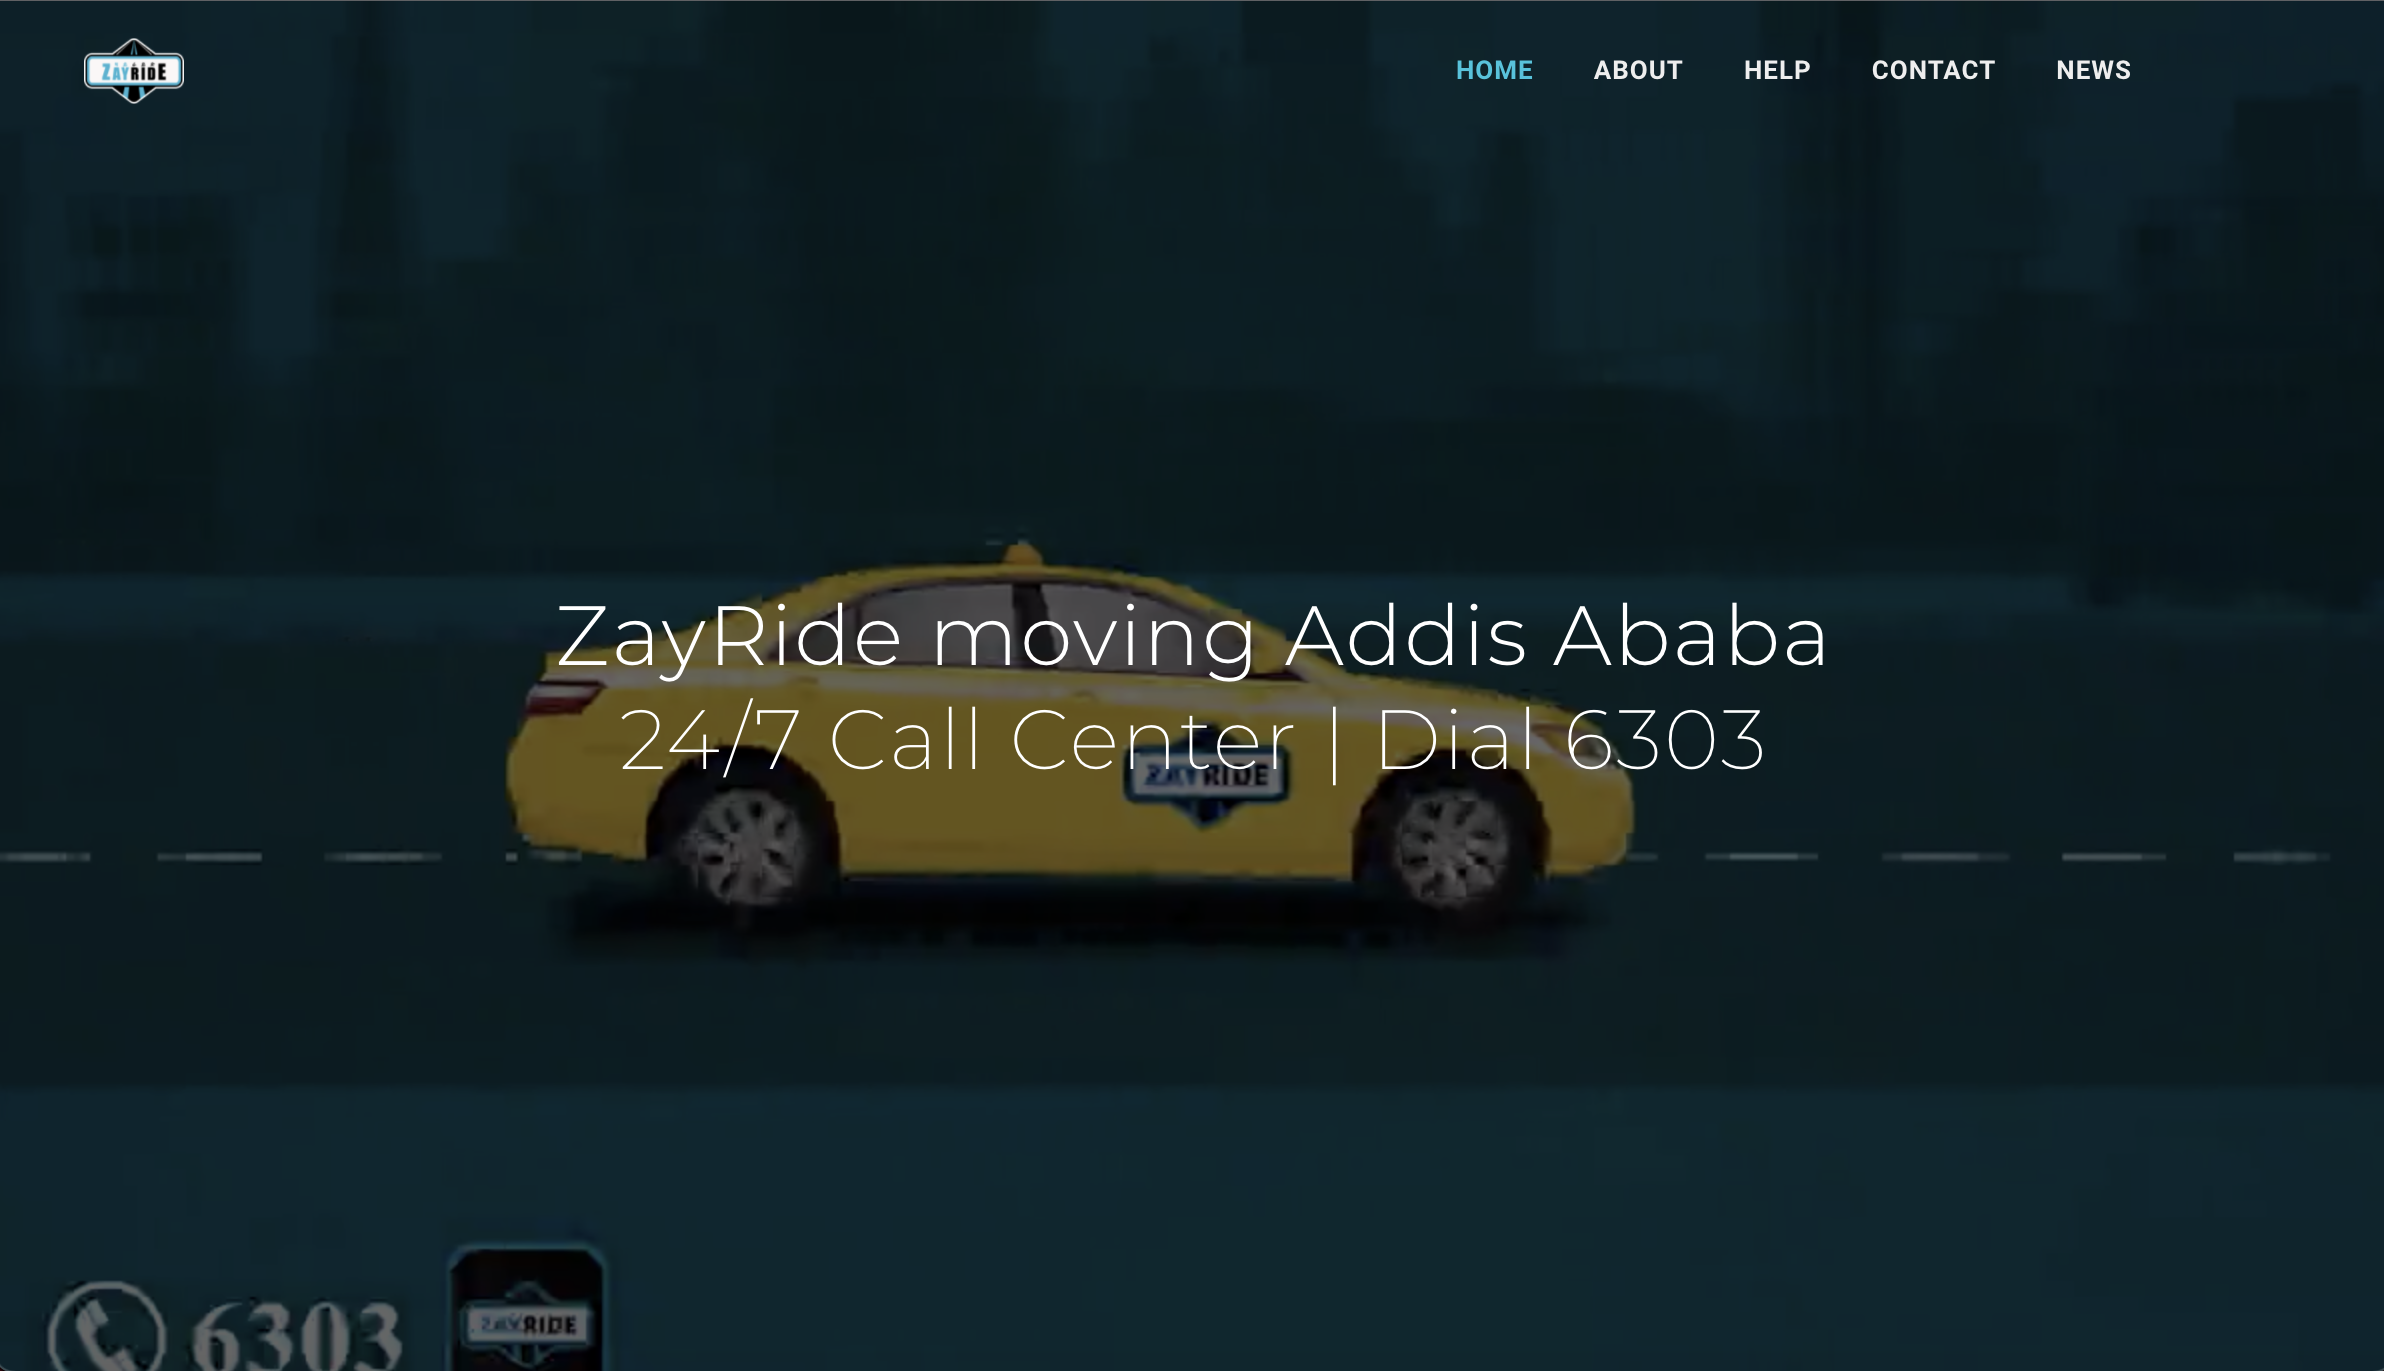 ZAYRIDE
HOME ABOUT HELP CONTACT NEWS
ZayRide moving Addis Ababa
24/7 Call Center | Dial 6303
ZAYRIDE
6303
ZAYRIDE